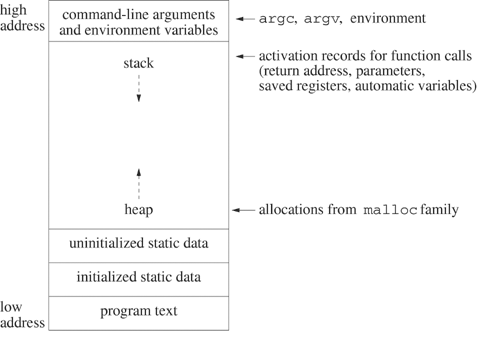 high
address
command-line arguments
and environment variables
argc, argv, environment
stack
activation records for function calls
(return address, parameters,
saved registers, automatic variables)
heap
allocations from malloc family
uninitialized static data
initialized static data
low
address
program text